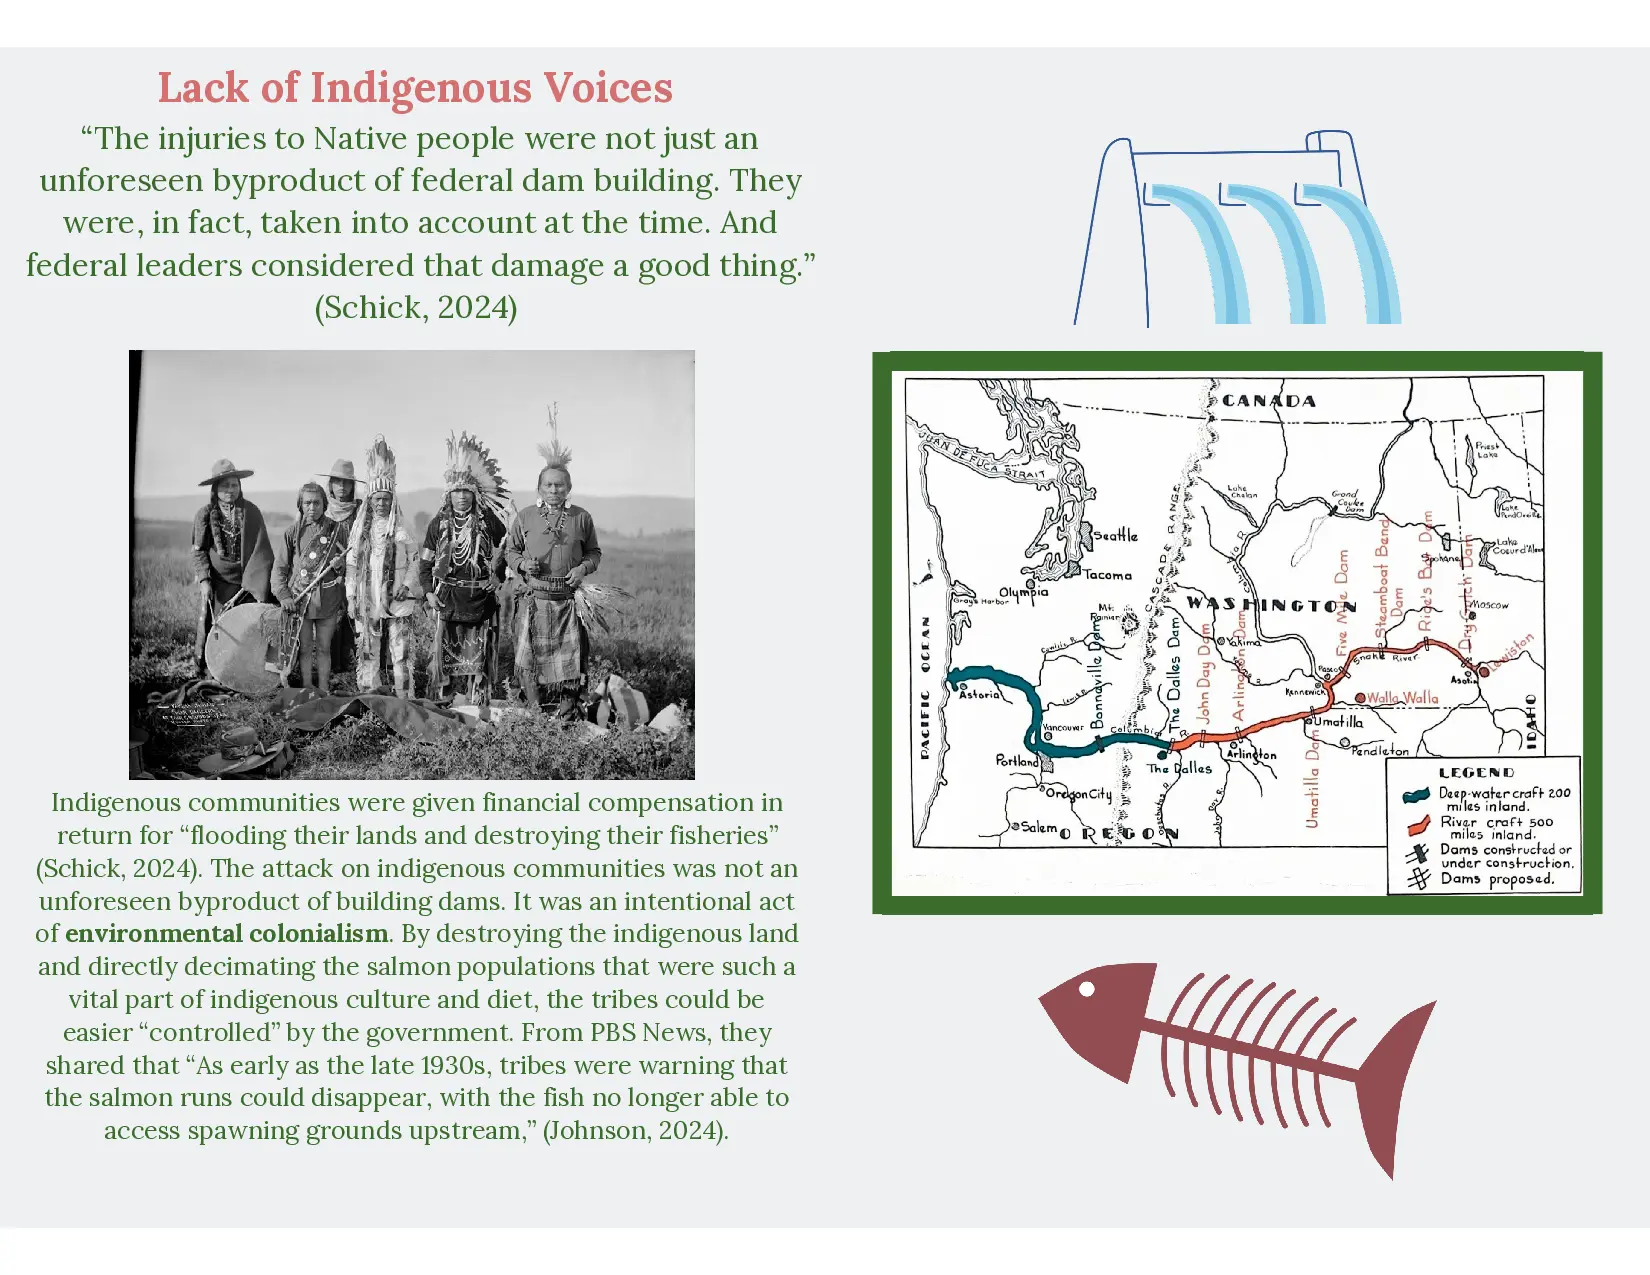 Lack of Indigenous Voices
“The injuries to Native people were not just an
unforeseen byproduct of federal dam building. They
were, in fact, taken into account at the time. And
federal leaders considered that damage a good thing.”
(Schick, 2024)
Indigenous communities were given financial compensation in
return for “flooding their lands and destroying their fisheries”
(Schick, 2024). The attack on indigenous communities was not an
unforeseen byproduct of building dams. It was an intentional act
of environmental colonialism. By destroying the indigenous land
and directly decimating the salmon populations that were such a
vital part of indigenous culture and diet, the tribes could be
easier “controlled” by the government. From PBS News, they
shared that “As early as the late 1930s, tribes were warning that
the salmon runs could disappear, with the fish no longer able to
access spawning grounds upstream,” (Johnson, 2024).
CANADA
JUAN DE FUCA STRAIT
Priest
Lake
Lake
Chelan
Grand
Coulee
Dam
Lake
Pend Oreille
CASCADE RANGE
Seattle
Spokane
Lake
Coeur d'Alene
Tacoma
Olympia
Grays Harbor
Mt.
Rainier
WASHINGTON
Moscow
Columbia R.
Yakima
Five Mile Dam
Steamboat Bend
Dam
Bonneville Dam
The Dalles Dam
John Day Dam
Arlington Dam
Snake River
Lewiston
Asotin
Pasco
Kennewick
Walla Walla
PACIFIC OCEAN
Astoria
Cowlitz R.
Lewis R.
Vancouver
Columbia R.
Umatilla
Umatilla Dam
Pendleton
IDAHO
Portland
The Dalles
Arlington
Oregon City
Salem
OREGON
John Day R.
LEGEND
Deep-water craft 200
miles inland.
River craft 500
miles inland.
Dams constructed or
under construction.
Dams proposed.